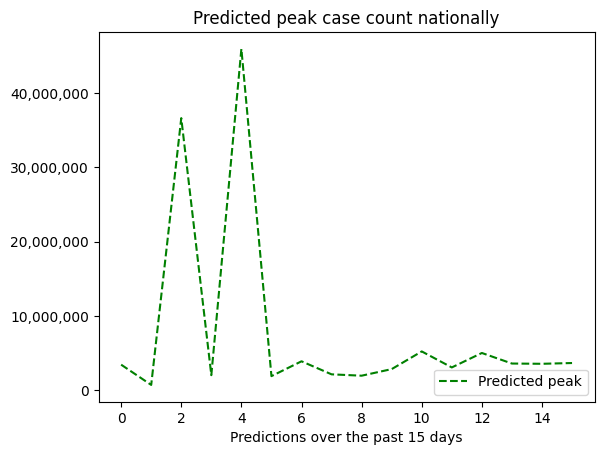 Predicted peak case count nationally
40,000,000
30,000,000
20,000,000
10,000,000
0
Predicted peak
0 2 4 6 8 10 12 14
Predictions over the past 15 days